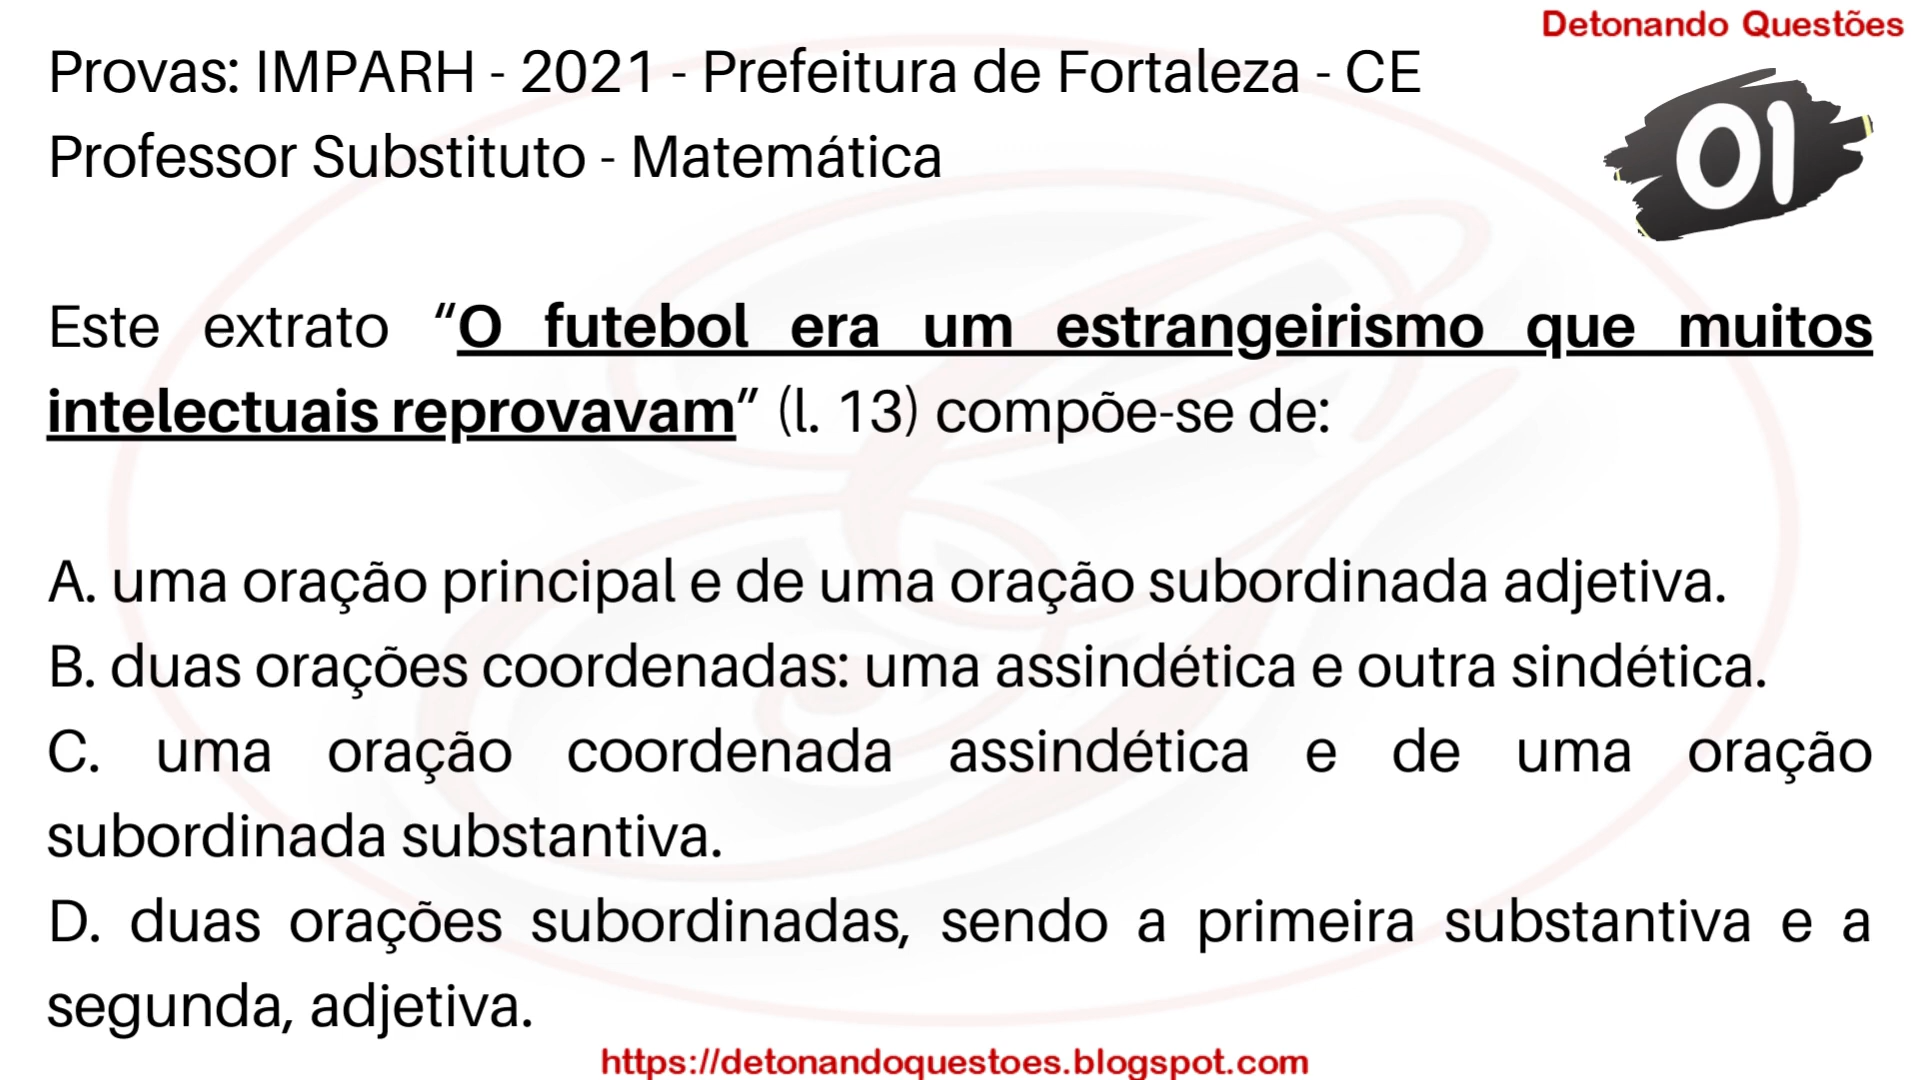 Detonando Questões
Provas: IMPARH - 2021 - Prefeitura de Fortaleza - CE
Professor Substituto - Matemática
01
Este extrato “O futebol era um estrangeirismo que muitos
intelectuais reprovavam” (l. 13) compõe-se de:
A. uma oração principal e de uma oração subordinada adjetiva.
B. duas orações coordenadas: uma assindética e outra sindética.
C. uma oração coordenada assindética e de uma oração
subordinada substantiva.
D. duas orações subordinadas, sendo a primeira substantiva e a
segunda, adjetiva.
https://detonandoquestoes.blogspot.com